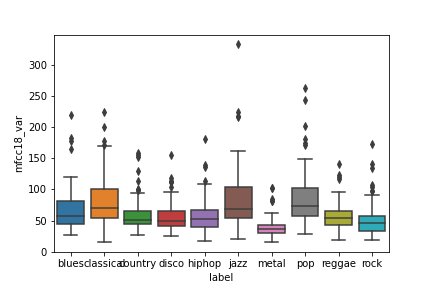 300
250
200
150
100
50
0
mfcc18_var
blues classical country disco hiphop jazz metal pop reggae rock
label